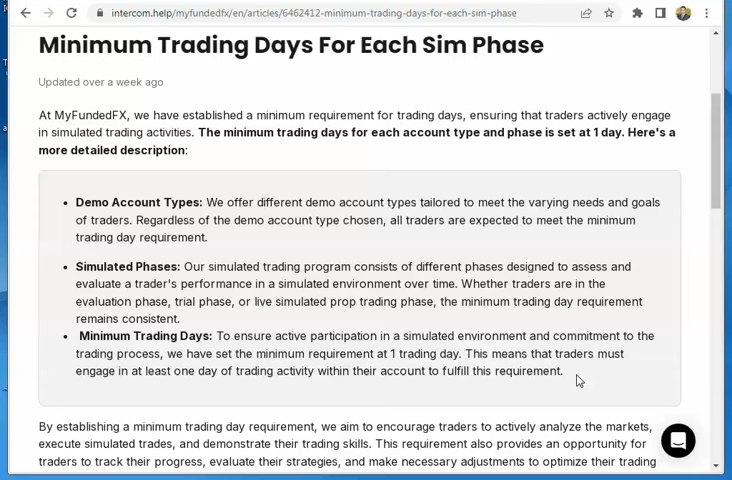 intercom.help/myfundedfx/en/articles/6462412-minimum-trading-days-for-each-sim-phase
Minimum Trading Days For Each Sim Phase
Updated over a week ago
At MyFundedFX, we have established a minimum requirement for trading days, ensuring that traders actively engage
in simulated trading activities. The minimum trading days for each account type and phase is set at 1 day. Here's a
more detailed description:
• Demo Account Types: We offer different demo account types tailored to meet the varying needs and goals
of traders. Regardless of the demo account type chosen, all traders are expected to meet the minimum
trading day requirement.
• Simulated Phases: Our simulated trading program consists of different phases designed to assess and
evaluate a trader's performance in a simulated environment over time. Whether traders are in the
evaluation phase, trial phase, or live simulated prop trading phase, the minimum trading day requirement
remains consistent.
• Minimum Trading Days: To ensure active participation in a simulated environment and commitment to the
trading process, we have set the minimum requirement at 1 trading day. This means that traders must
engage in at least one day of trading activity within their account to fulfill this requirement.
By establishing a minimum trading day requirement, we aim to encourage traders to actively analyze the markets,
execute simulated trades, and demonstrate their trading skills. This requirement also provides an opportunity for
traders to track their progress, evaluate their strategies, and make necessary adjustments to optimize their trading